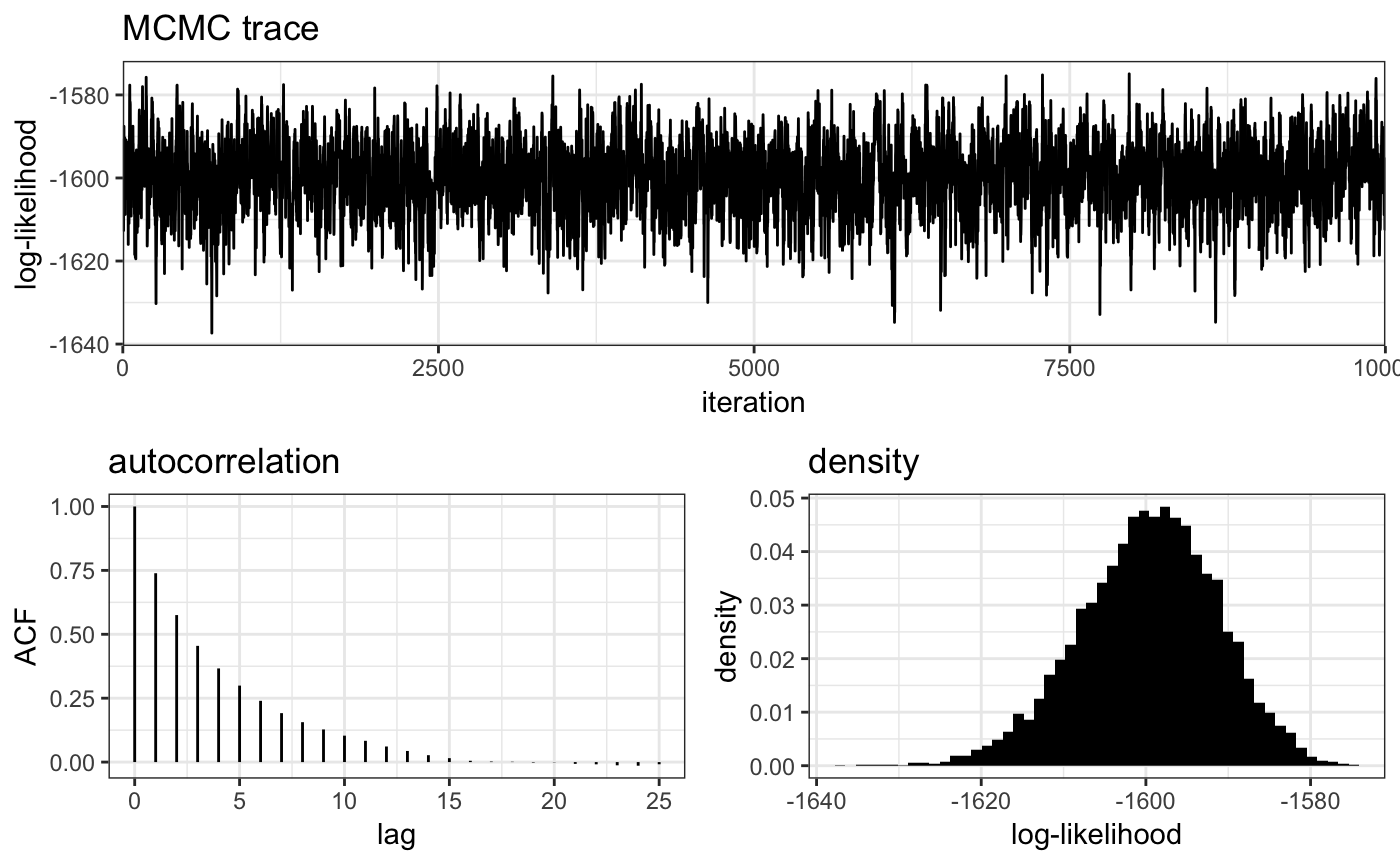 MCMC trace
-1580
-1600
-1620
-1640
log-likelihood
0 2500 5000 7500 1000
iteration
autocorrelation
1.00
0.75
0.50
0.25
0.00
ACF
0 5 10 15 20 25
lag
density
0.05
0.04
0.03
0.02
0.01
0.00
density
-1640 -1620 -1600 -1580
log-likelihood